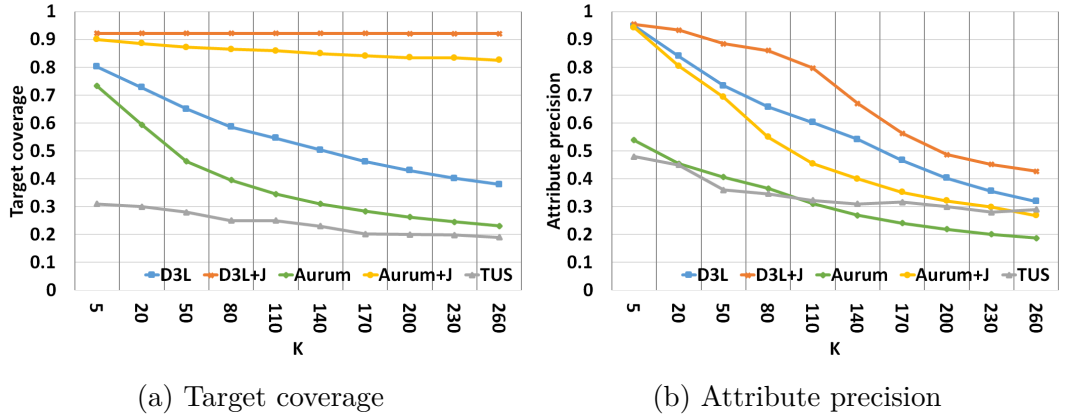 1
0.9
0.8
0.7
0.6
0.5
0.4
0.3
0.2
0.1
0
Target coverage
D3L D3L+J Aurum Aurum+J TUS
5 20 50 80 110 140 170 200 230 260
K
(a) Target coverage
1
0.9
0.8
0.7
0.6
0.5
0.4
0.3
0.2
0.1
0
Attribute precision
D3L D3L+J Aurum Aurum+J TUS
5 20 50 80 110 140 170 200 230 260
K
(b) Attribute precision